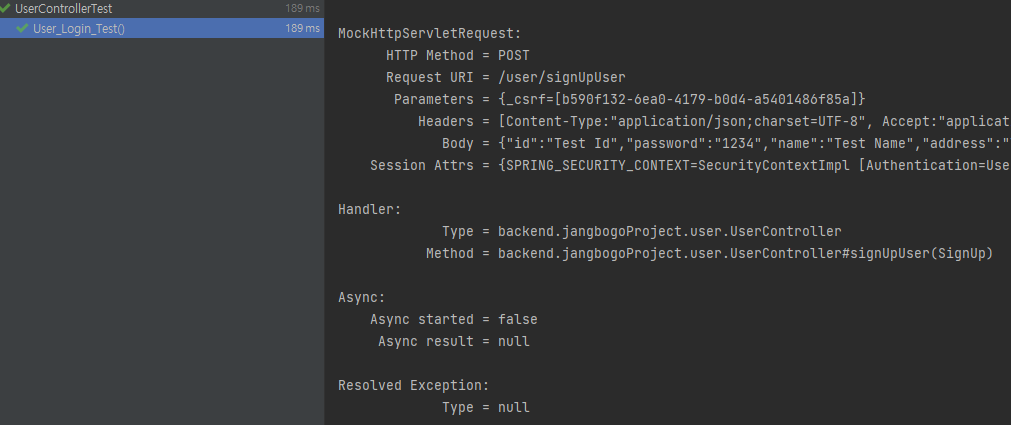 UserControllerTest 189 ms
User_Login_Test() 189 ms
MockHttpServletRequest:
HTTP Method = POST
Request URI = /user/signUpUser
Parameters = {_csrf=[b590f132-6ea0-4179-b0d4-a5401486f85a]}
Headers = [Content-Type:"application/json;charset=UTF-8", Accept:"applicat
Body = {"id":"Test Id","password":"1234","name":"Test Name","address":"
Session Attrs = {SPRING_SECURITY_CONTEXT=SecurityContextImpl [Authentication=Use
Handler:
Type = backend.jangbogoProject.user.UserController
Method = backend.jangbogoProject.user.UserController#signUpUser(SignUp)
Async:
Async started = false
Async result = null
Resolved Exception:
Type = null